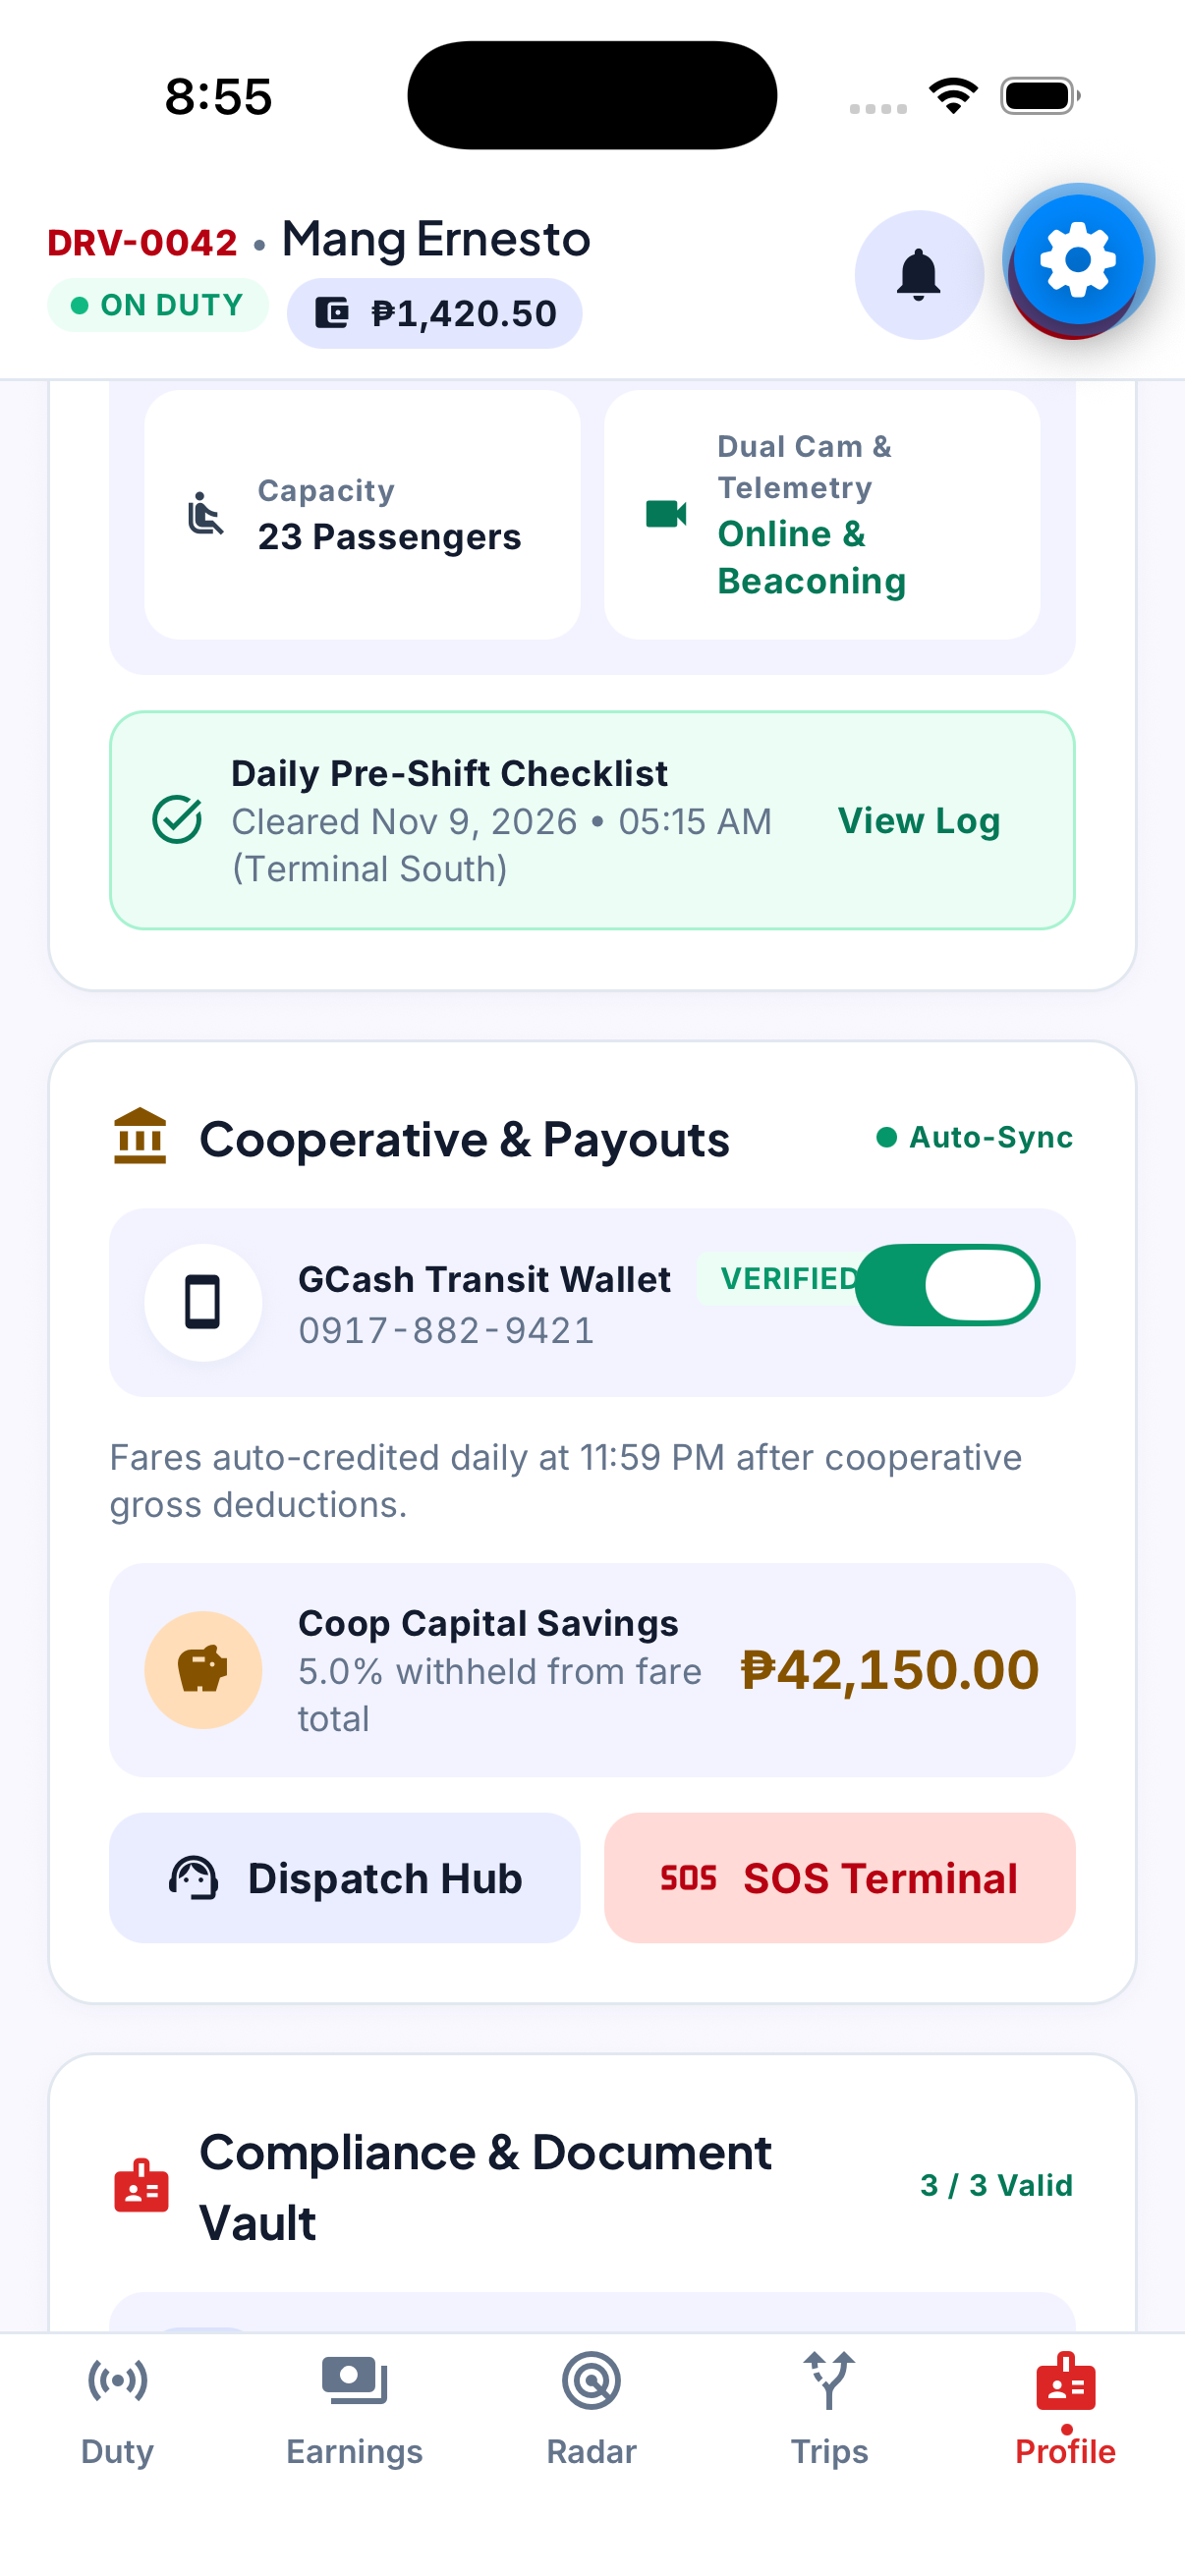 8:55
DRV-0042 • Mang Ernesto
ON DUTY
₱1,420.50
Capacity
23 Passengers
Dual Cam &
Telemetry
Online &
Beaconing
Daily Pre-Shift Checklist
Cleared Nov 9, 2026 • 05:15 AM
(Terminal South)
View Log
Cooperative & Payouts
Auto-Sync
GCash Transit Wallet
VERIFIED
0917-882-9421
Fares auto-credited daily at 11:59 PM after cooperative
gross deductions.
Coop Capital Savings
5.0% withheld from fare
total
₱42,150.00
Dispatch Hub
SOS SOS Terminal
Compliance & Document
Vault
3 / 3 Valid
Duty
Earnings
Radar
Trips
Profile